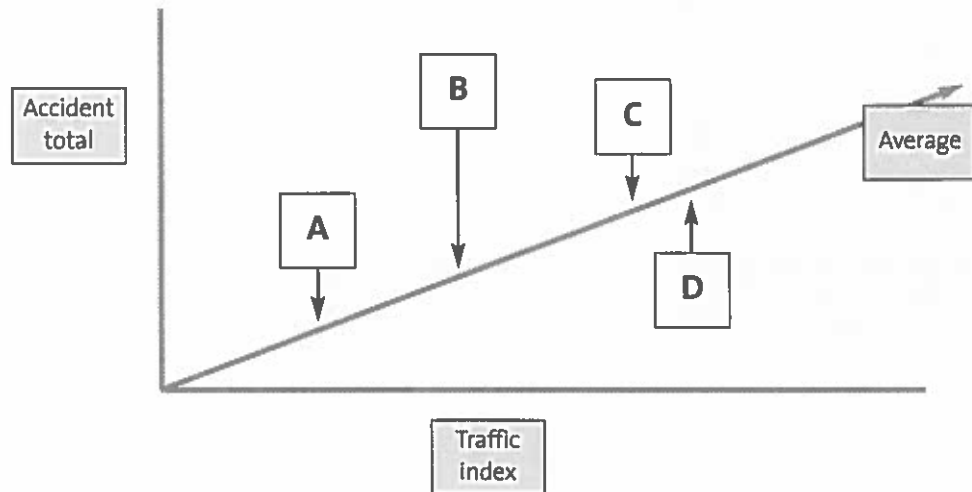 Accident
total
A
B
C
D
Average
Traffic
index